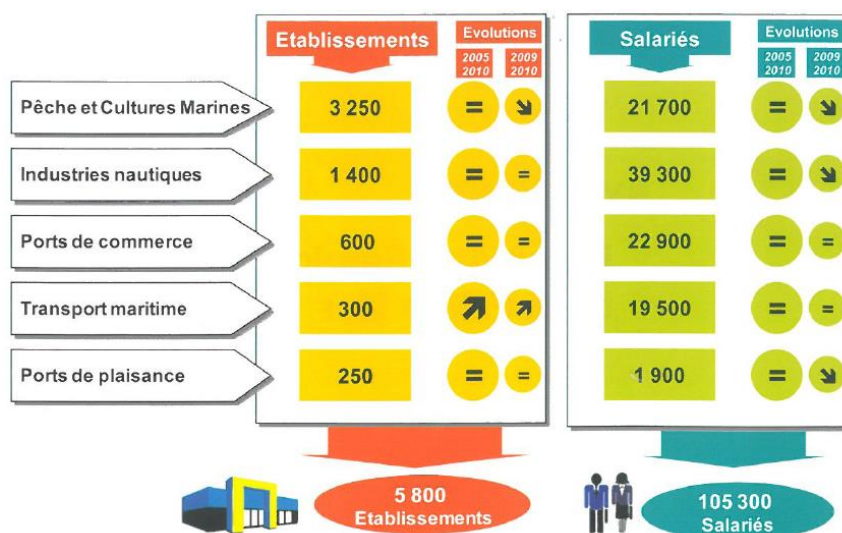 Etablissements
Evolutions
2005 2009
2010 2010
Salariés
Evolutions
2005 2009
2010 2010
Pêche et Cultures Marines 3 250 = 21 700 =
Industries nautiques 1 400 = = 39 300 =
Ports de commerce 600 = = 22 900 = =
Transport maritime 300 19 500 = =
Ports de plaisance 250 = = 1 900 =
5 800
Etablissements
105 300
Salariés